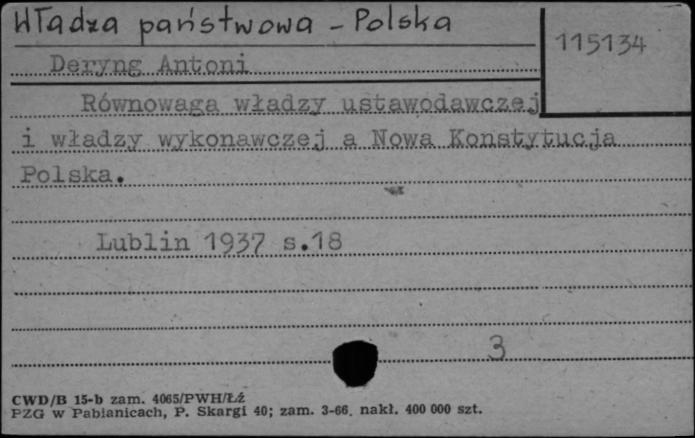 Władza państwowa - Polska
115134
Deryng Antoni
Równowaga władzy ustawodawczej
i władzy wykonawczej a Nowa Konstytucja
Polska.
Lublin 1937 s.18
3
CWD/B 15-b zam. 4065/PWH/Łź
PZG w Pabianicach, P. Skargi 40; zam. 3-66. nakł. 400 000 szt.